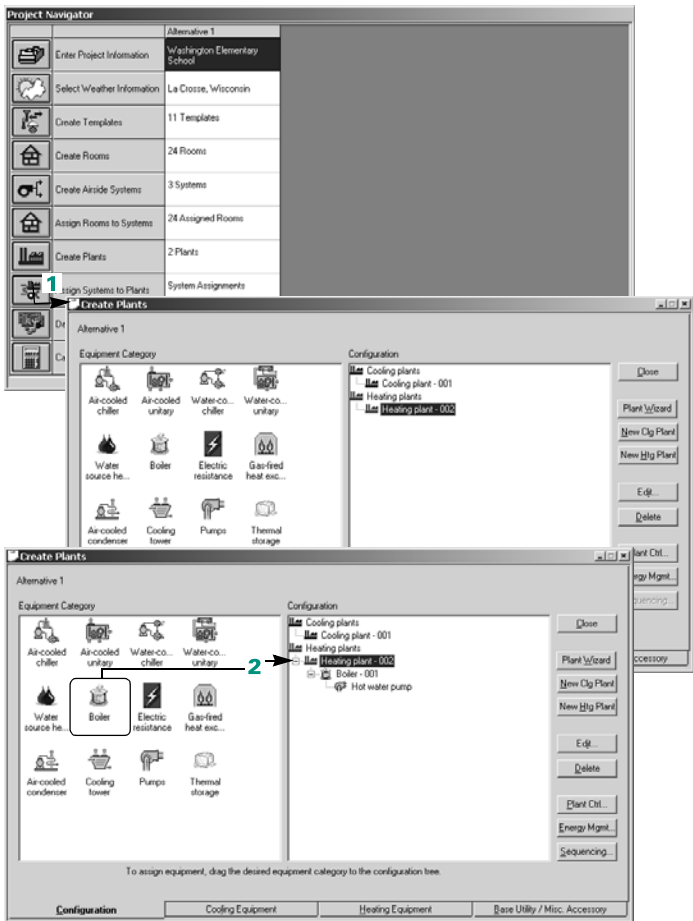 Project Navigator
Alternative 1
Enter Project Information
Washington Elementary
School
Select Weather Information
La Crosse, Wisconsin
Create Templates
11 Templates
Create Rooms
24 Rooms
Create Airside Systems
3 Systems
Assign Rooms to Systems
24 Assigned Rooms
Create Plants
2 Plants
1
ssign Systems to Plants
System Assignments
De
Ca
Create Plants
Alternative 1
Equipment Category
Configuration
Air-cooled
chiller
Air-cooled
unitary
Water-co...
chiller
Water-co...
unitary
Water
source he...
Boiler
Electric
resistance
Gas-fired
heat exc...
Air-cooled
condenser
Cooling
tower
Pumps
Thermal
storage
Cooling plants
Cooling plant - 001
Heating plants
Heating plant - 002
Close
Plant Wizard
New Clg Plant
New Htg Plant
Edit...
Delete
lant Ctrl...
ergy Mgmt...
quencing...
ccessory
Create Plants
Alternative 1
Equipment Category
Configuration
Air-cooled
chiller
Air-cooled
unitary
Water-co...
chiller
Water-co...
unitary
Water
source he...
Boiler
Electric
resistance
Gas-fired
heat exc...
Air-cooled
condenser
Cooling
tower
Pumps
Thermal
storage
2
Cooling plants
Cooling plant - 001
Heating plants
Heating plant - 002
Boiler - 001
Hot water pump
Close
Plant Wizard
New Clg Plant
New Htg Plant
Edit...
Delete
Plant Ctrl...
Energy Mgmt...
Sequencing...
To assign equipment, drag the desired equipment category to the configuration tree.
Configuration
Cooling Equipment
Heating Equipment
Base Utility / Misc. Accessory